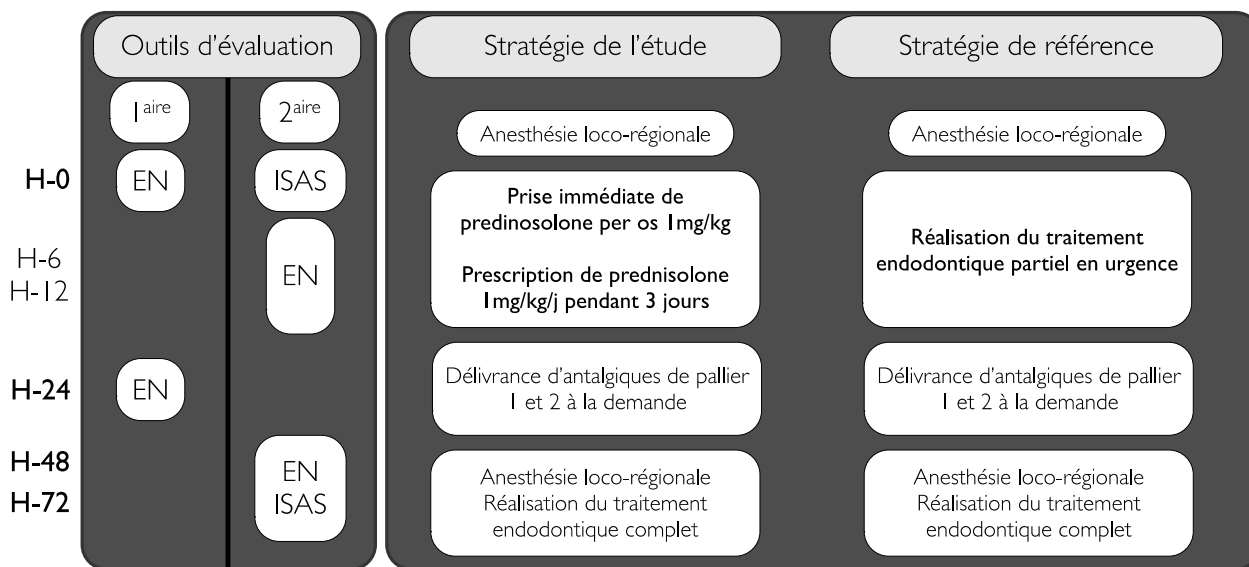 Outils d'évaluation
Stratégie de l'étude
Stratégie de référence
1aire
2aire
Anesthésie loco-régionale
Anesthésie loco-régionale
H-0
EN
ISAS
Prise immédiate de
predinosolone per os 1mg/kg
Prescription de prednisolone
1mg/kg/j pendant 3 jours
Réalisation du traitement
endodontique partiel en urgence
H-6
H-12
EN
H-24
EN
Délivrance d'antalgiques de pallier
1 et 2 à la demande
Délivrance d'antalgiques de pallier
1 et 2 à la demande
H-48
H-72
EN
ISAS
Anesthésie loco-régionale
Réalisation du traitement
endodontique complet
Anesthésie loco-régionale
Réalisation du traitement
endodontique complet